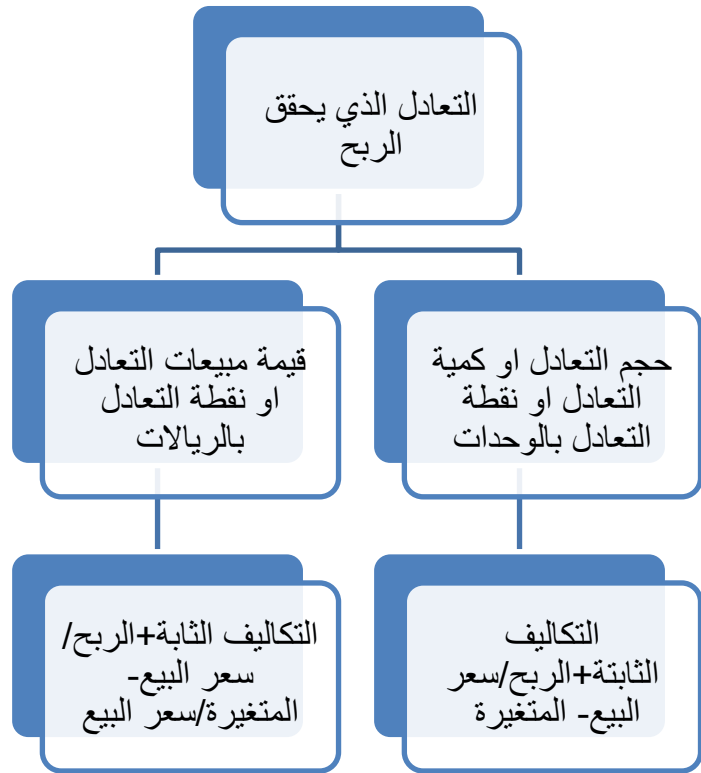 التعادل الذي يحقق
الربح
حجم التعادل او كمية
التعادل او نقطة
التعادل بالوحدات
قيمة مبيعات التعادل
او نقطة التعادل
بالريالات
التكاليف
الثابتة+الربح/سعر
البيع- المتغيرة
التكاليف الثابة+الربح/
سعر البيع-
المتغيرة/سعر البيع